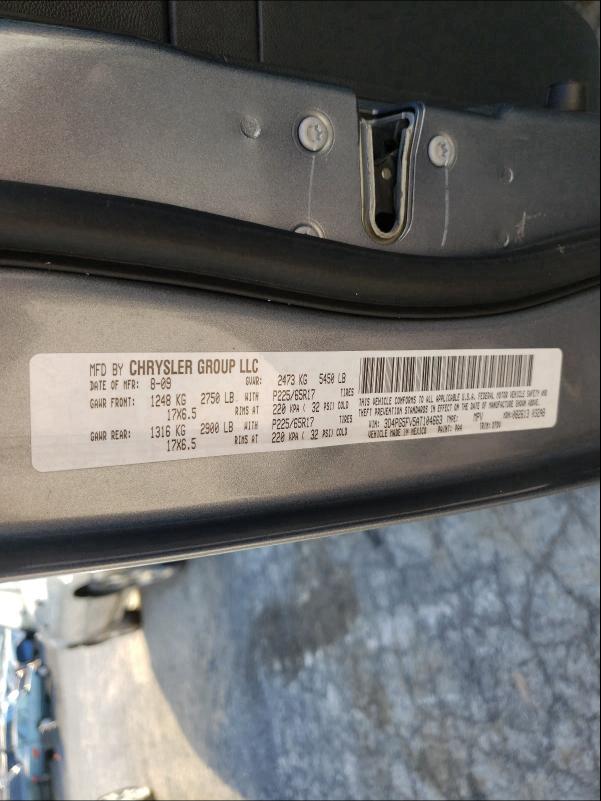 MFD BY CHRYSLER GROUP LLC
DATE OF MFR: 8-09 GVWR: 2473 KG 5450 LB
GAWR FRONT: 1248 KG 2750 LB WITH P225/65R17 TIRES
17X6.5 RIMS AT 220 KPA ( 32 PSI) COLD
GAWR REAR: 1316 KG 2900 LB WITH P225/65R17 TIRES
17X6.5 RIMS AT 220 KPA ( 32 PSI) COLD
THIS VEHICLE CONFORMS TO ALL APPLICABLE U.S.A. FEDERAL MOTOR VEHICLE SAFETY AND
THEFT PREVENTION STANDARDS IN EFFECT ON THE DATE OF MANUFACTURE SHOWN ABOVE.
VIN: 3D4PG5FV5AT104663 MPV
VEHICLE MADE IN MEXICO PAINT: